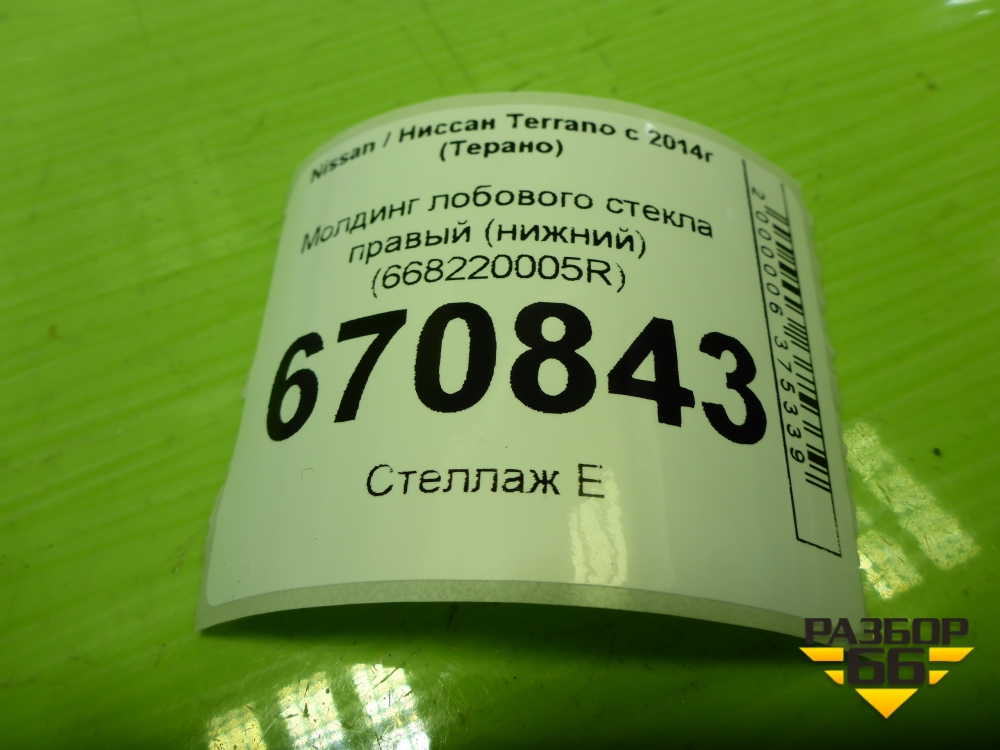 Nissan / Ниссан Terrano с 2014г
(Терано)
Молдинг лобового стекла
правый (нижний)
(668220005R)
670843
Стеллаж Е
2000006375339
РАЗБОР
66